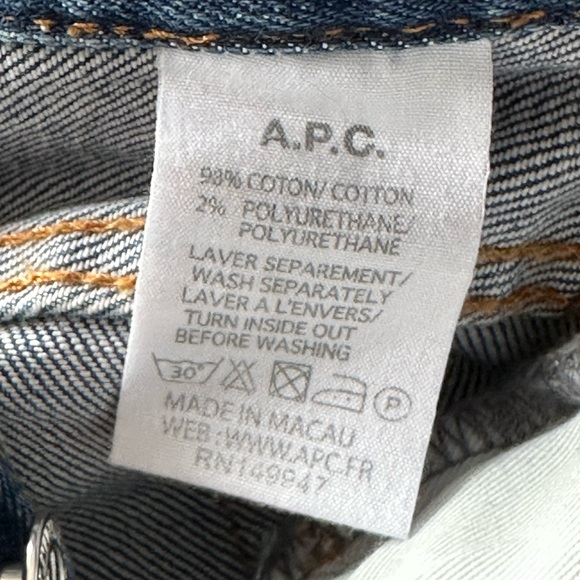 A.P.C.
98% COTON/ COTTON
2% POLYURETHANE/
POLYURETHANE
LAVER SEPAREMENT/
WASH SEPARATELY
LAVER A L'ENVERS/
TURN INSIDE OUT
BEFORE WASHING
30° P
MADE IN MACAU
WEB : WWW.APC.FR
RN149947